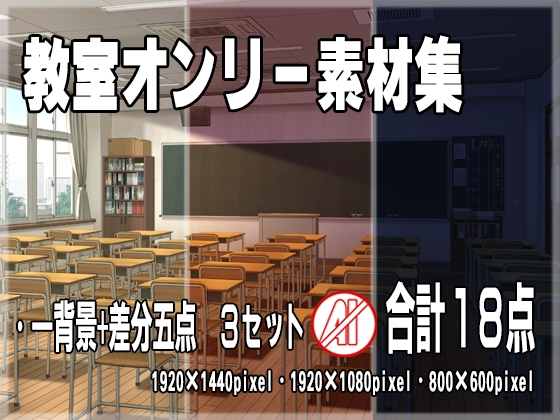 教室オンリー素材集
・一背景+差分五点　3セット
AI
合計18点
1920×1440pixel・1920×1080pixel・800×600pixel